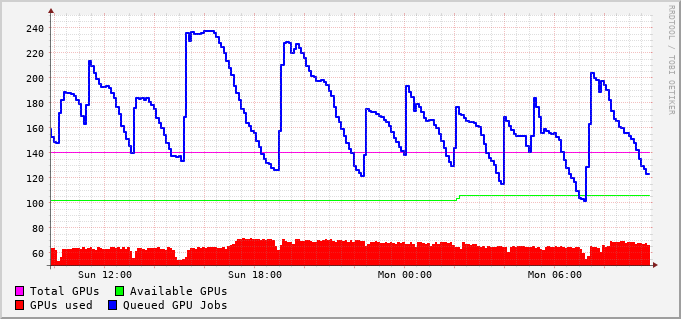 240
220
200
180
160
140
120
100
80
60
Sun 12:00 Sun 18:00 Mon 00:00 Mon 06:00
Total GPUs Available GPUs
GPUs used Queued GPU Jobs
RRDTOOL / TOBI OETIKER